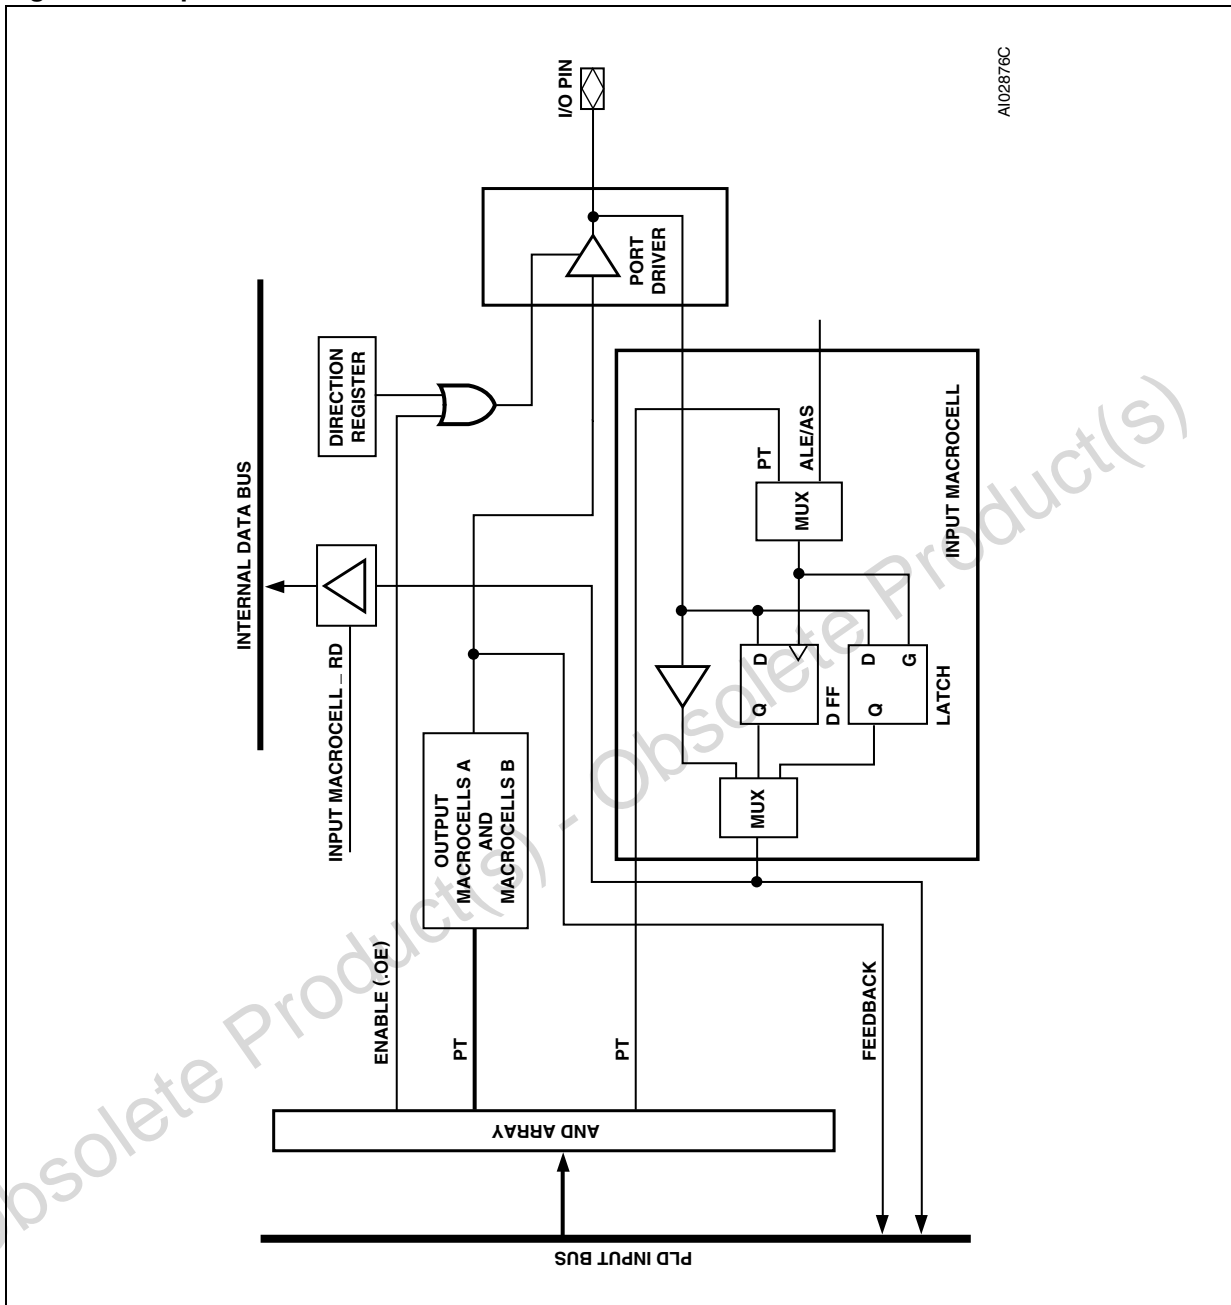 AI02876C
I/O PIN
PORT
DRIVER
DIRECTION
REGISTER
INTERNAL DATA BUS
INPUT MACROCELL _ RD
ENABLE (.OE)
OUTPUT
MACROCELLS A
AND
MACROCELLS B
PT
PT
FEEDBACK
AND ARRAY
PLD INPUT BUS
PT
ALE/AS
MUX
D
Q
D FF
D
G
Q
LATCH
MUX
INPUT MACROCELL
Obsolete Product(s) - Obsolete Product(s)